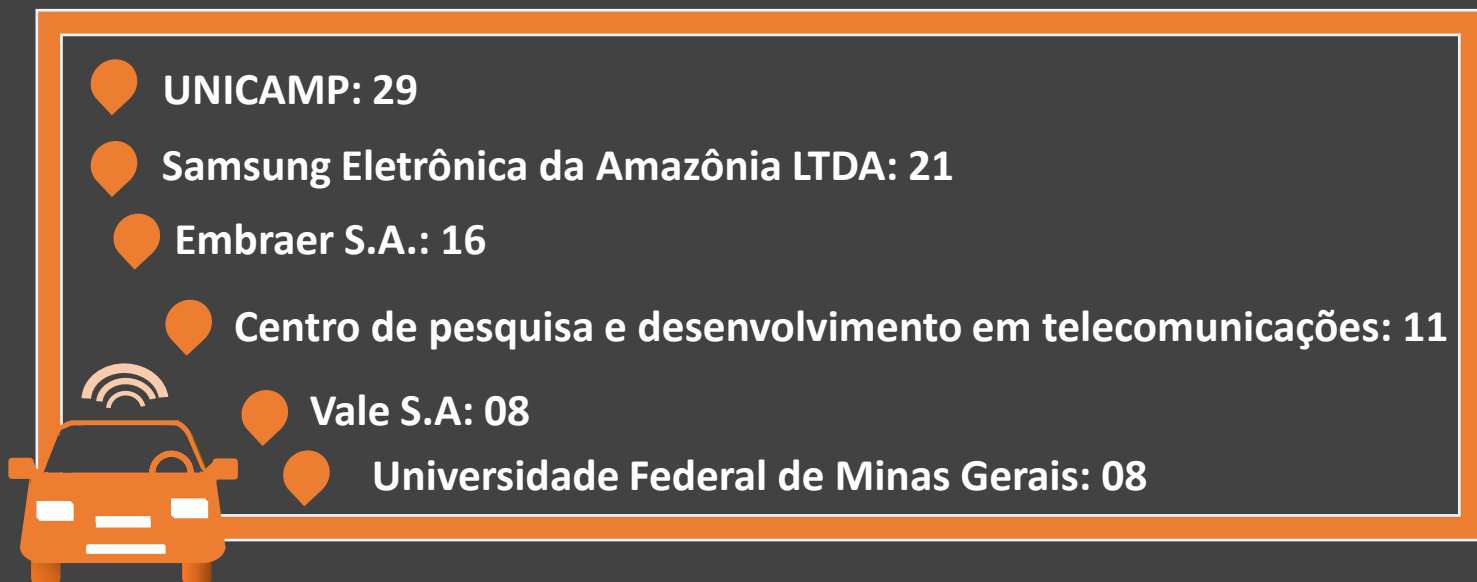 UNICAMP: 29
Samsung Eletrônica da Amazônia LTDA: 21
Embraer S.A.: 16
Centro de pesquisa e desenvolvimento em telecomunicações: 11
Vale S.A: 08
Universidade Federal de Minas Gerais: 08